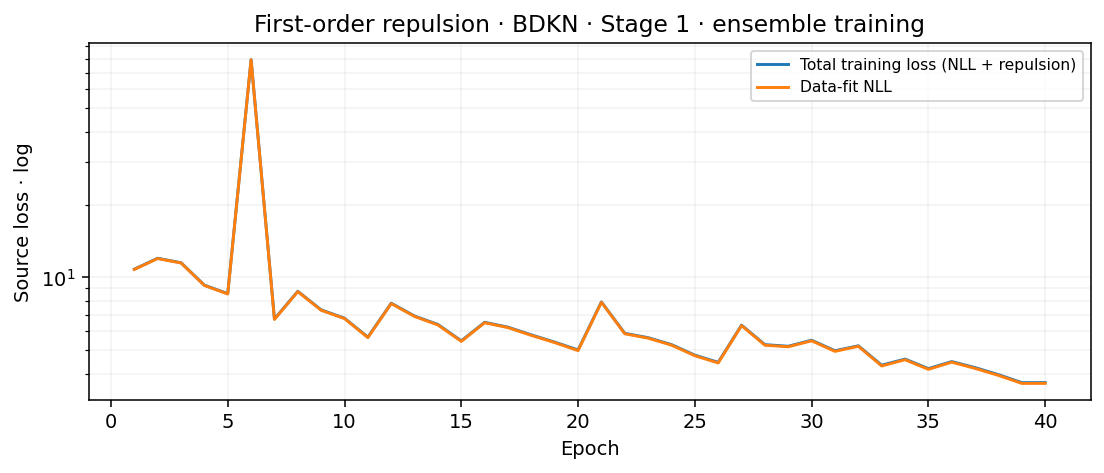 First-order repulsion · BDKN · Stage 1 · ensemble training
Total training loss (NLL + repulsion)
Data-fit NLL
Source loss · log
10¹
0 5 10 15 20 25 30 35 40
Epoch